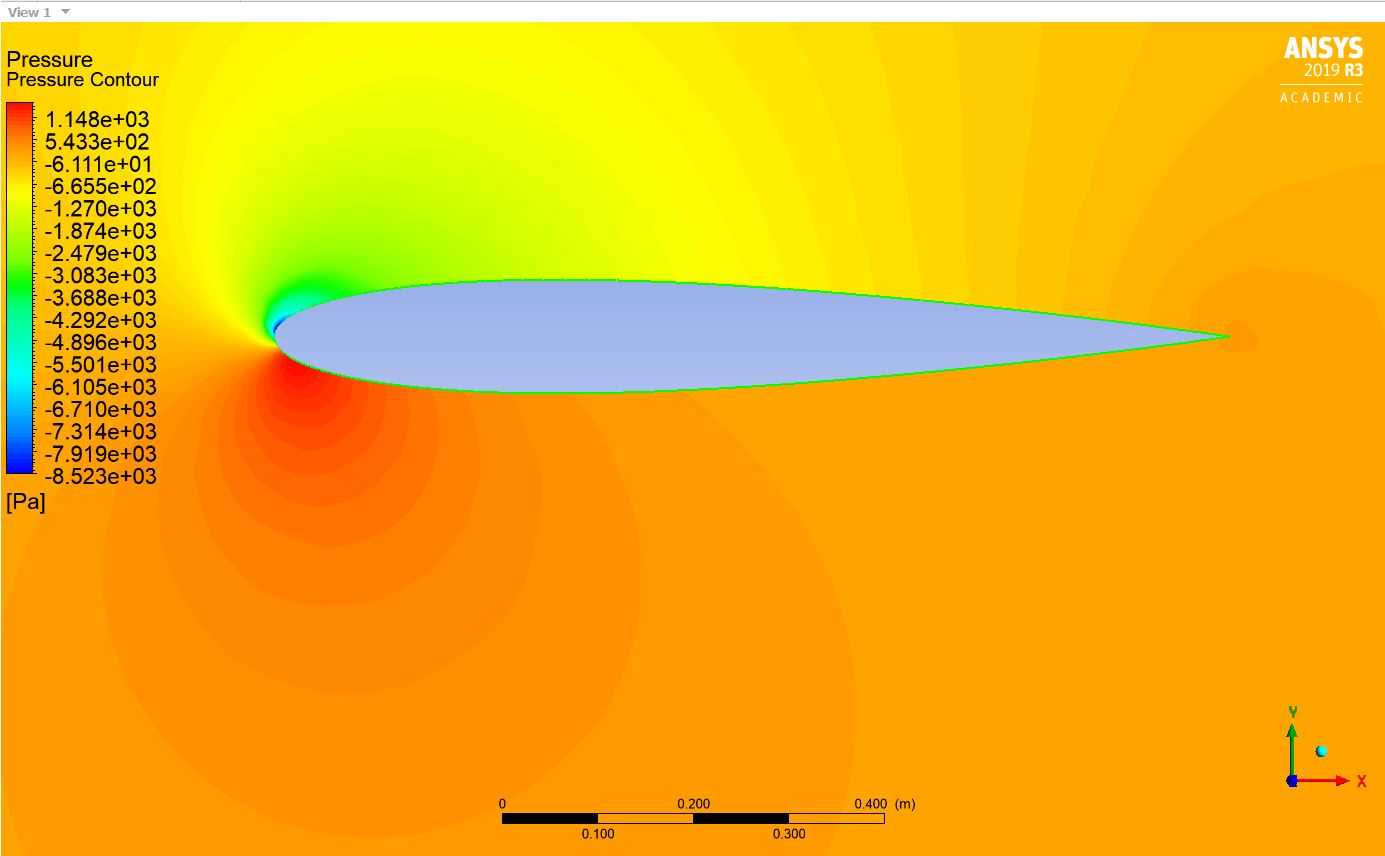 View 1
Pressure
Pressure Contour
1.148e+03
5.433e+02
-6.111e+01
-6.655e+02
-1.270e+03
-1.874e+03
-2.479e+03
-3.083e+03
-3.688e+03
-4.292e+03
-4.896e+03
-5.501e+03
-6.105e+03
-6.710e+03
-7.314e+03
-7.919e+03
-8.523e+03
[Pa]
ANSYS
2019 R3
ACADEMIC
0 0.200 0.400 (m)
0.100 0.300
Y
X